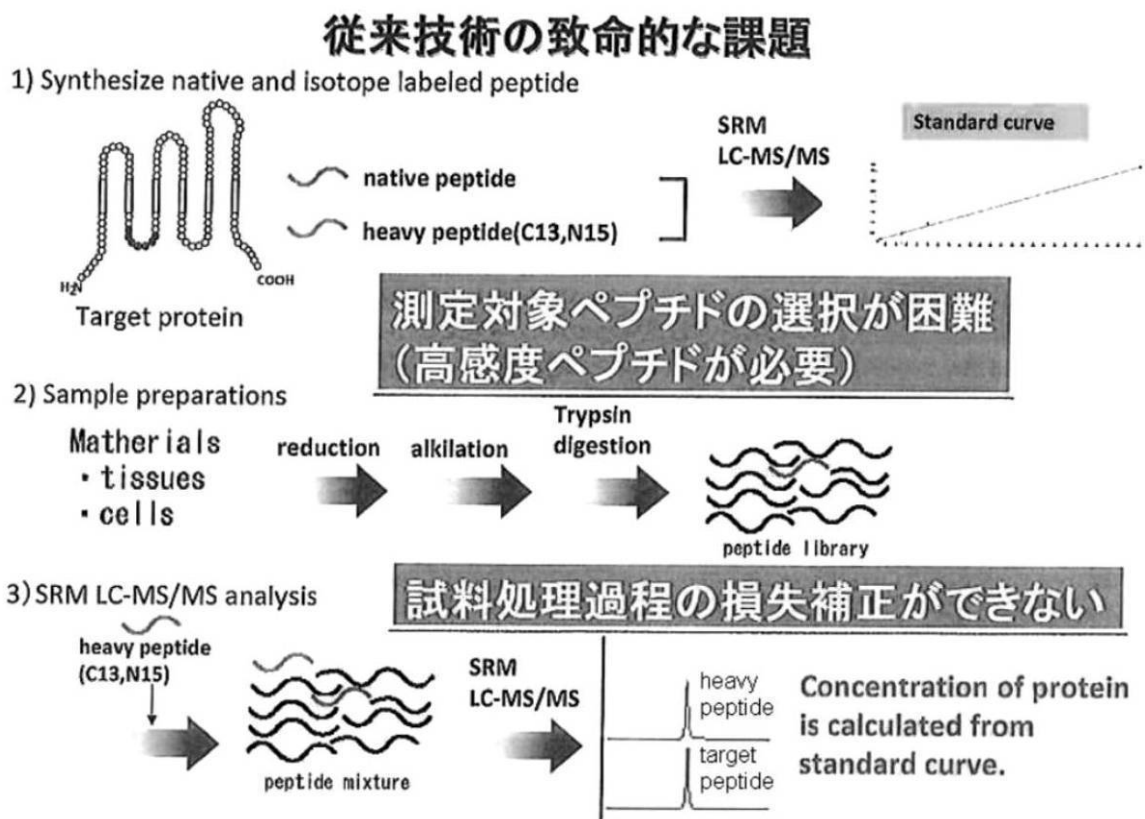 従来技術の致命的な課題
1) Synthesize native and isotope labeled peptide
SRM
LC-MS/MS
Standard curve
native peptide
heavy peptide(C13,N15)
H₂N
COOH
Target protein
測定対象ペプチドの選択が困難
(高感度ペプチドが必要)
2) Sample preparations
Matherials
・tissues
・cells
reduction
alkilation
Trypsin
digestion
peptide library
試料処理過程の損失補正ができない
3) SRM LC-MS/MS analysis
heavy peptide
(C13,N15)
peptide mixture
SRM
LC-MS/MS
heavy
peptide
target
peptide
Concentration of protein
is calculated from
standard curve.